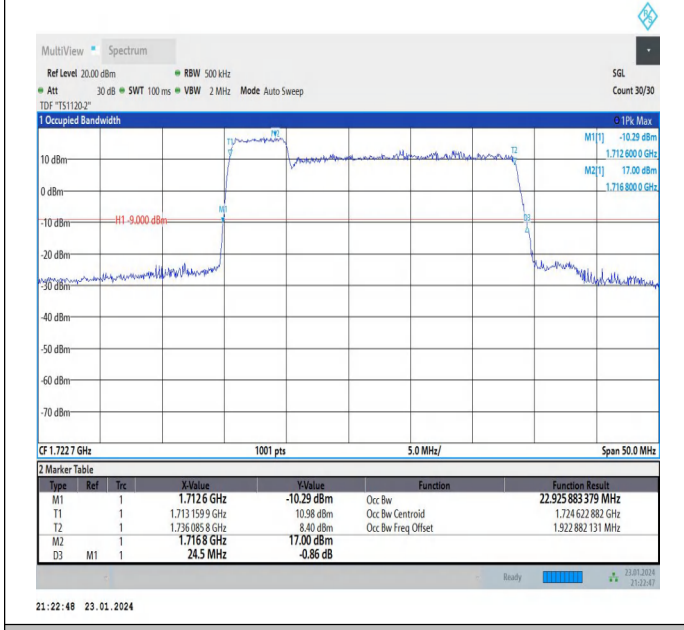 MultiView Spectrum
Ref Level 20.00 dBm RBW 500 kHz SGL
Att 30 dB SWT 100 ms VBW 2 MHz Mode Auto Sweep Count 30/30
TDF "TS1120-2"
1 Occupied Bandwidth 1Pk Max
M1[1] -10.29 dBm
1.712 600 0 GHz
M2[1] 17.00 dBm
1.716 800 0 GHz
T1 M2 T2
10 dBm
0 dBm
M1 D3
H1 -9.000 dBm
-10 dBm
-20 dBm
-30 dBm
-40 dBm
-50 dBm
-60 dBm
-70 dBm
CF 1.722 7 GHz 1001 pts 5.0 MHz/ Span 50.0 MHz
2 Marker Table
Type Ref Trc X-Value Y-Value Function Function Result
M1 1 1.712 6 GHz -10.29 dBm Occ Bw 22.925 883 379 MHz
T1 1 1.713 159 9 GHz 10.98 dBm Occ Bw Centroid 1.724 622 882 GHz
T2 1 1.736 085 8 GHz 8.40 dBm Occ Bw Freq Offset 1.922 882 131 MHz
M2 1 1.716 8 GHz 17.00 dBm
D3 M1 1 24.5 MHz -0.86 dB
Ready 23.01.2024
21:22:47
21:22:48 23.01.2024